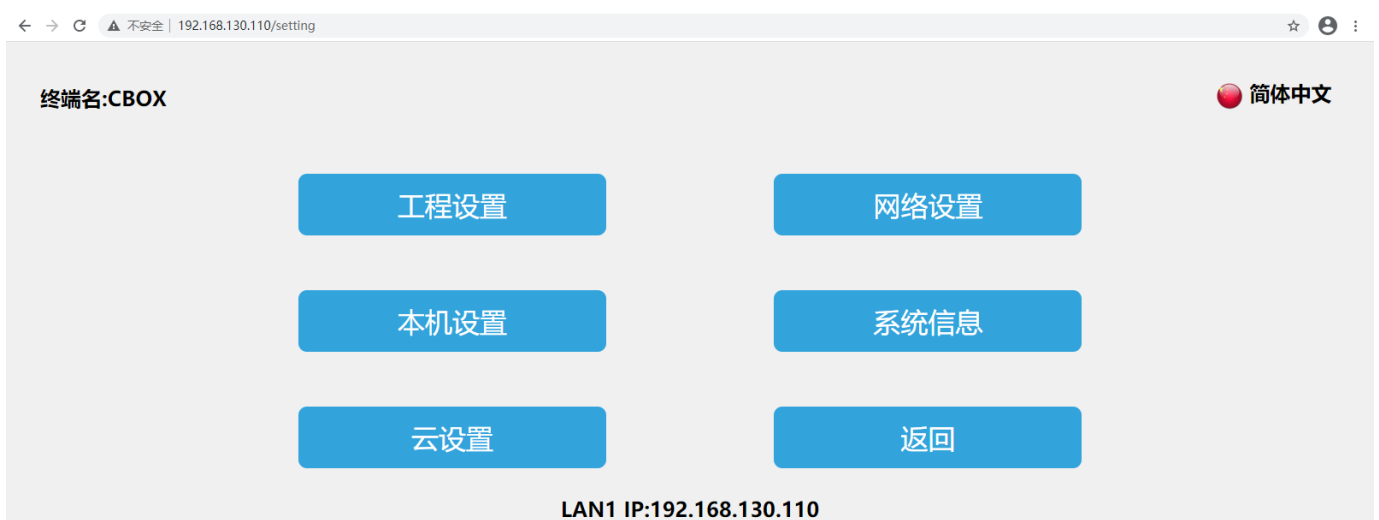 不安全 | 192.168.130.110/setting
终端名:CBOX
简体中文
工程设置
网络设置
本机设置
系统信息
云设置
返回
LAN1 IP:192.168.130.110